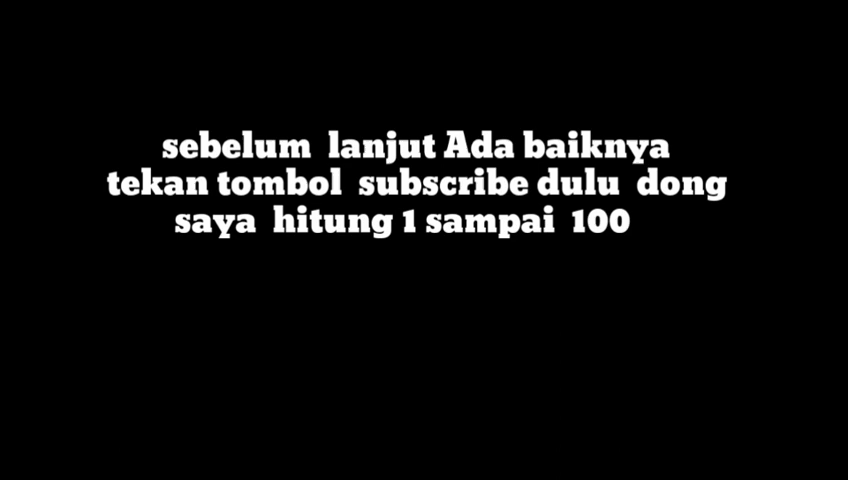 sebelum lanjut Ada baiknya
tekan tombol subscribe dulu dong
saya hitung 1 sampai 100